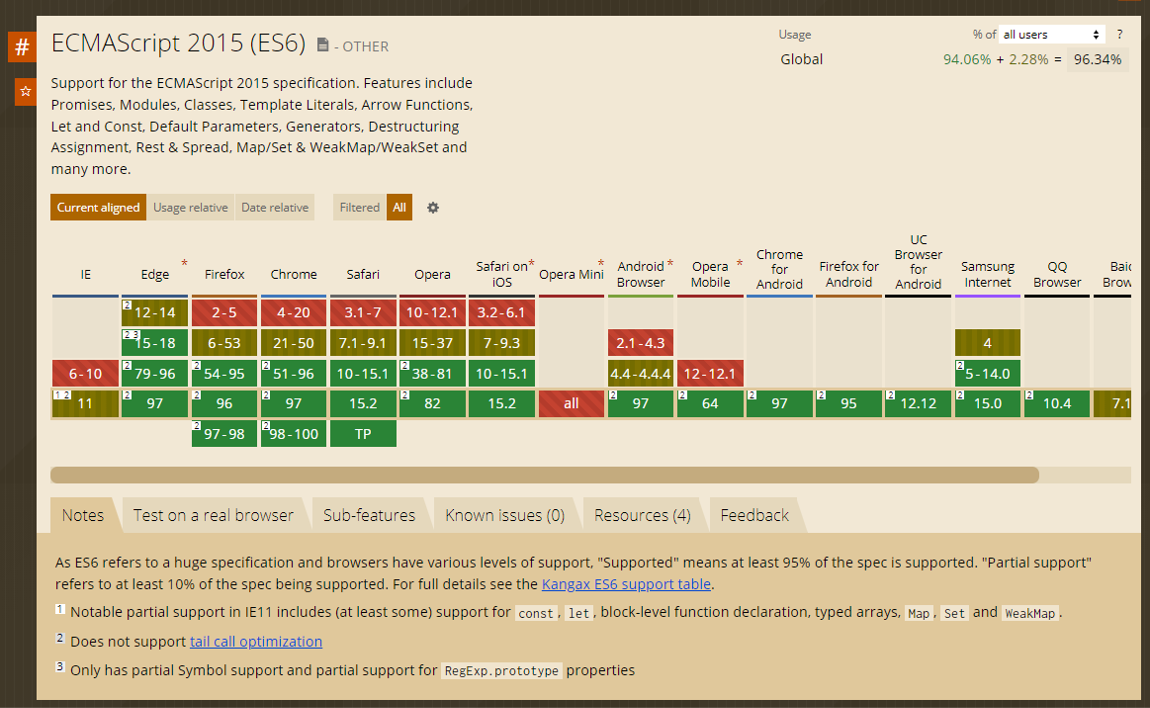 #
ECMAScript 2015 (ES6) - OTHER
Usage % of all users ?
Global 94.06% + 2.28% = 96.34%
Support for the ECMAScript 2015 specification. Features include
Promises, Modules, Classes, Template Literals, Arrow Functions,
Let and Const, Default Parameters, Generators, Destructuring
Assignment, Rest & Spread, Map/Set & WeakMap/WeakSet and
many more.
Current aligned Usage relative Date relative Filtered All
IE Edge * Firefox Chrome Safari Opera Safari on iOS * Opera Mini * Android Browser * Opera Mobile * Chrome for Android Firefox for Android UC Browser for Android Samsung Internet QQ Browser Baid Brow
2 12-14 2-5 4-20 3.1-7 10-12.1 3.2-6.1
2 3 15-18 6-53 21-50 7.1-9.1 15-37 7-9.3 2.1-4.3 4
6-10 2 79-96 2 54-95 2 51-96 10-15.1 2 38-81 10-15.1 4.4-4.4.4 12-12.1 2 5-14.0
1 2 11 2 97 2 96 2 97 15.2 2 82 15.2 all 2 97 2 64 2 97 2 95 2 12.12 2 15.0 2 10.4 7.1
2 97-98 2 98-100 TP
Notes Test on a real browser Sub-features Known issues (0) Resources (4) Feedback
As ES6 refers to a huge specification and browsers have various levels of support, "Supported" means at least 95% of the spec is supported. "Partial support"
refers to at least 10% of the spec being supported. For full details see the Kangax ES6 support table.
1 Notable partial support in IE11 includes (at least some) support for const, let, block-level function declaration, typed arrays, Map, Set and WeakMap.
2 Does not support tail call optimization
3 Only has partial Symbol support and partial support for RegExp.prototype properties